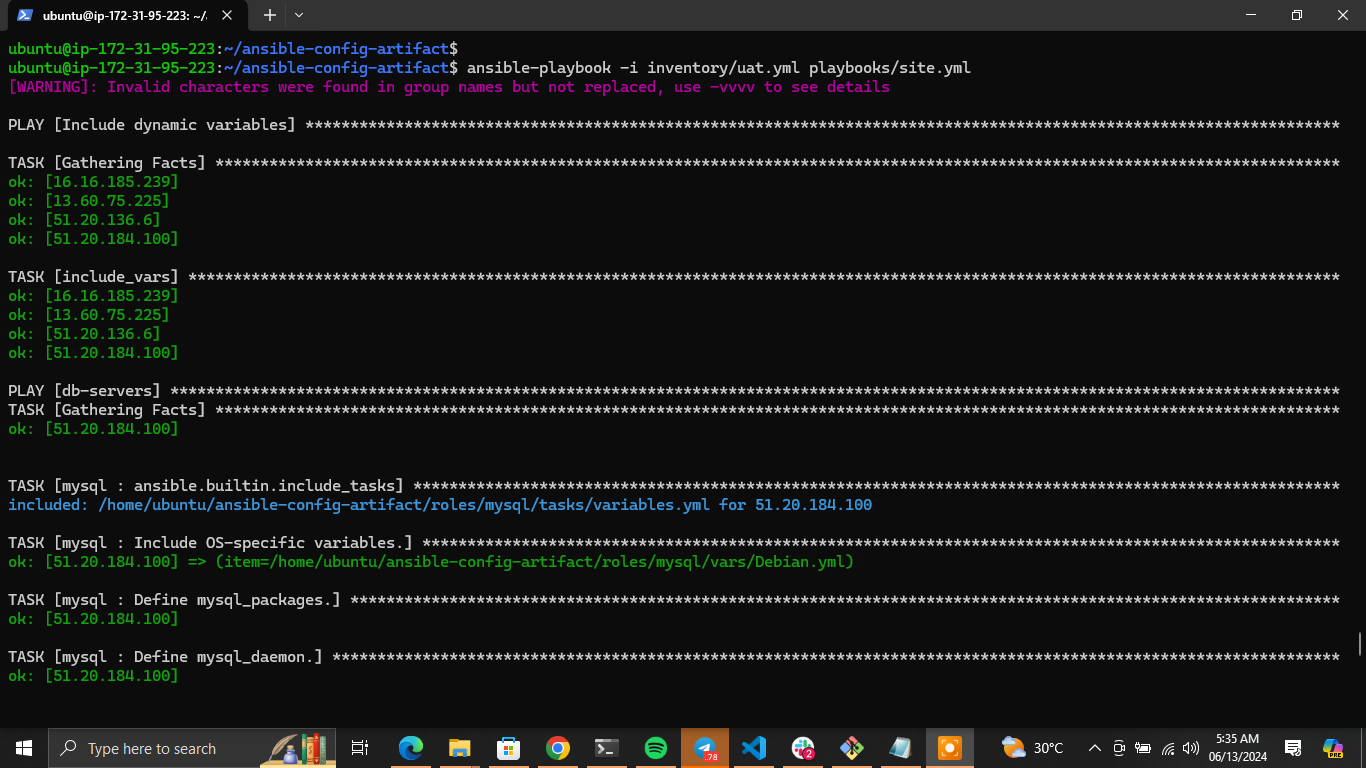 ubuntu@ip-172-31-95-223: ~/.
ubuntu@ip-172-31-95-223:~/ansible-config-artifact$
ubuntu@ip-172-31-95-223:~/ansible-config-artifact$ ansible-playbook -i inventory/uat.yml playbooks/site.yml
[WARNING]: Invalid characters were found in group names but not replaced, use -vvvv to see details
PLAY [Include dynamic variables] *******************************************************************************************************************
TASK [Gathering Facts] *****************************************************************************************************************************
ok: [16.16.185.239]
ok: [13.60.75.225]
ok: [51.20.136.6]
ok: [51.20.184.100]
TASK [include_vars] ********************************************************************************************************************************
ok: [16.16.185.239]
ok: [13.60.75.225]
ok: [51.20.136.6]
ok: [51.20.184.100]
PLAY [db-servers] **********************************************************************************************************************************
TASK [Gathering Facts] *****************************************************************************************************************************
ok: [51.20.184.100]
TASK [mysql : ansible.builtin.include_tasks] *******************************************************************************************************
included: /home/ubuntu/ansible-config-artifact/roles/mysql/tasks/variables.yml for 51.20.184.100
TASK [mysql : Include OS-specific variables.] ******************************************************************************************************
ok: [51.20.184.100] => (item=/home/ubuntu/ansible-config-artifact/roles/mysql/vars/Debian.yml)
TASK [mysql : Define mysql_packages.] **************************************************************************************************************
ok: [51.20.184.100]
TASK [mysql : Define mysql_daemon.] ****************************************************************************************************************
ok: [51.20.184.100]
Type here to search
.78
2
30°C
5:35 AM
06/13/2024
PRE